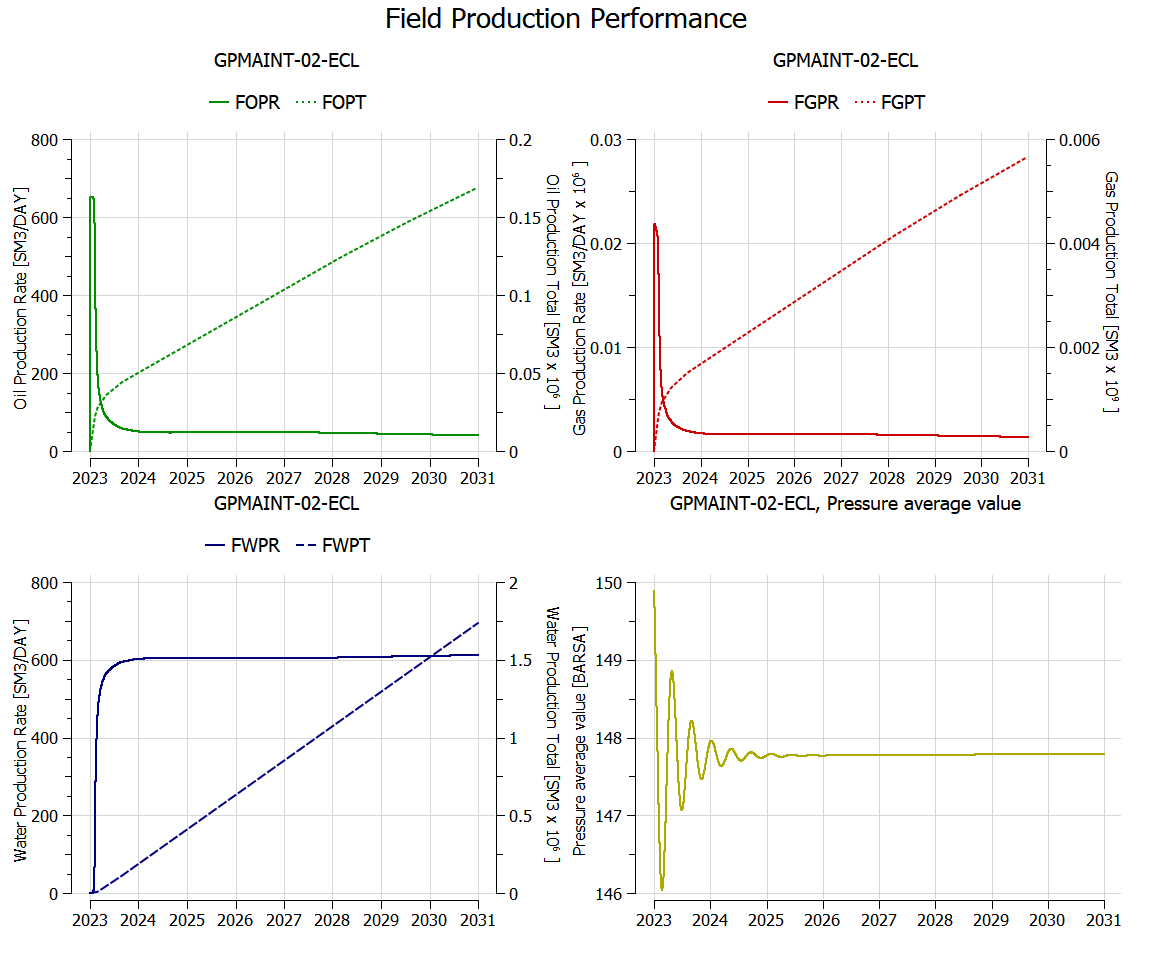 Field Production Performance
GPMAINT-02-ECL
FOPR FOPT
800
600
400
200
0
Oil Production Rate [SM3/DAY]
0.2
0.15
0.1
0.05
0
Oil Production Total [SM3 x 10⁶ ]
2023 2024 2025 2026 2027 2028 2029 2030 2031
GPMAINT-02-ECL
FGPR FGPT
0.03
0.02
0.01
0
Gas Production Rate [SM3/DAY x 10⁶ ]
0.006
0.004
0.002
0
Gas Production Total [SM3 x 10⁹ ]
2023 2024 2025 2026 2027 2028 2029 2030 2031
GPMAINT-02-ECL
FWPR FWPT
800
600
400
200
0
Water Production Rate [SM3/DAY]
2
1.5
1
0.5
0
Water Production Total [SM3 x 10⁶ ]
2023 2024 2025 2026 2027 2028 2029 2030 2031
GPMAINT-02-ECL, Pressure average value
150
149
148
147
146
Pressure average value [BARSA]
2023 2024 2025 2026 2027 2028 2029 2030 2031